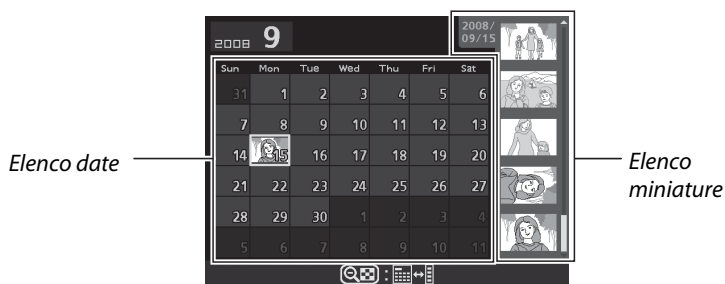 2008 9
2008/
09/15
Sun Mon Tue Wed Thu Fri Sat
31 1 2 3 4 5 6
7 8 9 10 11 12 13
14 15 16 17 18 19 20
21 22 23 24 25 26 27
28 29 30 1 2 3 4
5 6 7 8 9 10 11
Elenco date
Elenco
miniature
: